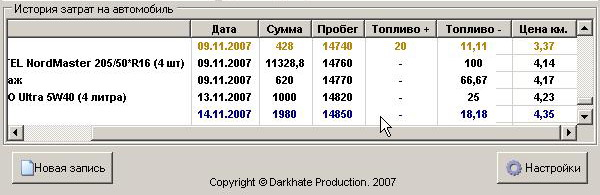 История затрат на автомобиль
Дата Сумма Пробег Топливо + Топливо - Цена км.
09.11.2007 428 14740 20 11,11 3,37
TEL NordMaster 205/50*R16 (4 шт) 09.11.2007 11328,8 14760 - 100 4,14
аж 09.11.2007 620 14770 - 66,67 4,17
O Ultra 5W40 (4 литра) 13.11.2007 1000 14820 - 25 4,23
14.11.2007 1980 14850 - 18,18 4,35
Новая запись
Настройки
Copyright © Darkhate Production. 2007